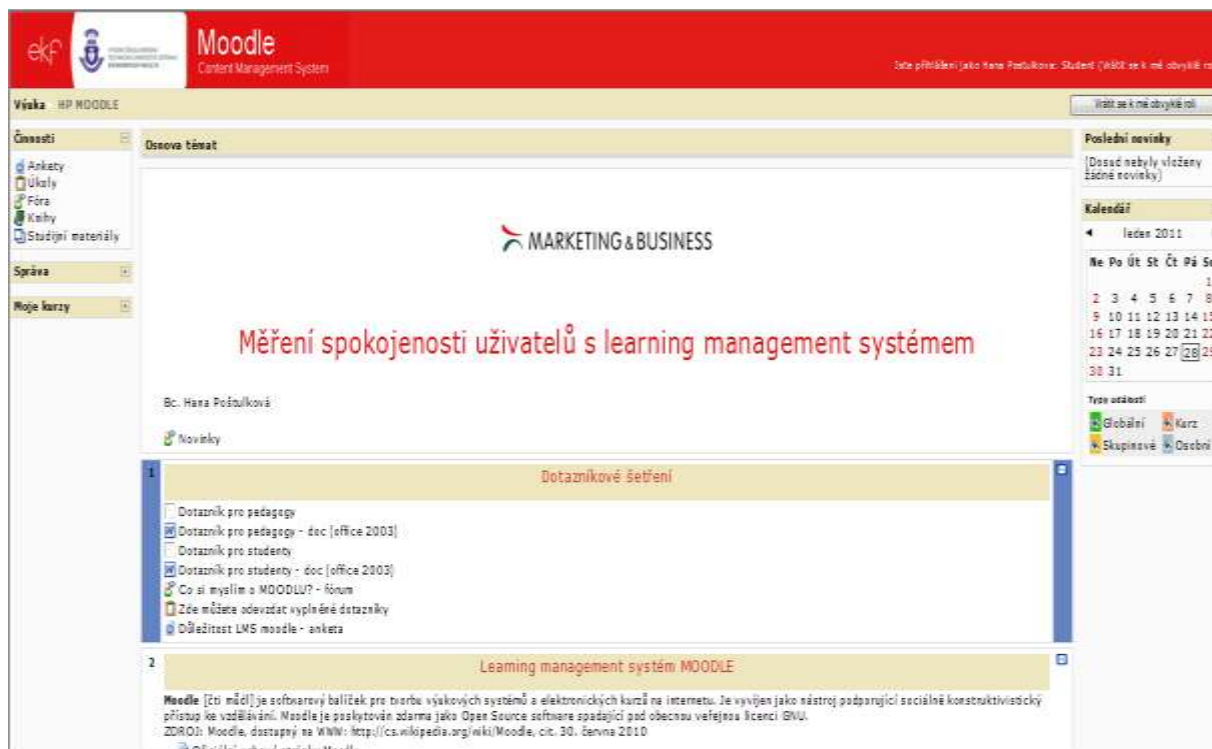 ekf
Moodle
Content Management System
Jste přihlášeni jako Hana Poštulková: Student (Vrátit se k mé obvyklé
Výuka HP MOODLE
Vrátit se k mé obvyklé roli
Činnosti
Ankety
Úkoly
Fóra
Knihy
Studijní materiály
Správa
Moje kurzy
Osnova témat
MARKETING & BUSINESS
Měření spokojenosti uživatelů s learning management systémem
Bc. Hana Poštulková
Novinky
1 Dotazníkové šetření
Dotazník pro pedagogy
Dotazník pro pedagogy - doc (office 2003)
Dotazník pro studenty
Dotazník pro studenty - doc (office 2003)
Co si myslím o MOODLU? - fórum
Zde můžete odevzdat vyplněné dotazníky
Důležitost LMS moodle - anketa
2 Learning management systém MOODLE
Moodle [čti můdl] je softwarový balíček pro tvorbu výukových systémů a elektronických kurzů na internetu. Je vyvíjen jako nástroj podporující sociálně konstruktivistický
přístup ke vzdělávání. Moodle je poskytován zdarma jako Open Source software spadající pod obecnou veřejnou licenci GNU.
ZDROJ: Moodle, dostupný na WWW: http://cs.wikipedia.org/wiki/Moodle, cit. 30. června 2010
Poslední novinky
(Dosud nebyly vloženy
žádné novinky)
Kalendář
◄ leden 2011
Ne Po Út St Čt Pá So
1
2 3 4 5 6 7 8
9 10 11 12 13 14 15
16 17 18 19 20 21 22
23 24 25 26 27 28 29
30 31
Typy událostí
Globální Kurz
Skupinové Osobní